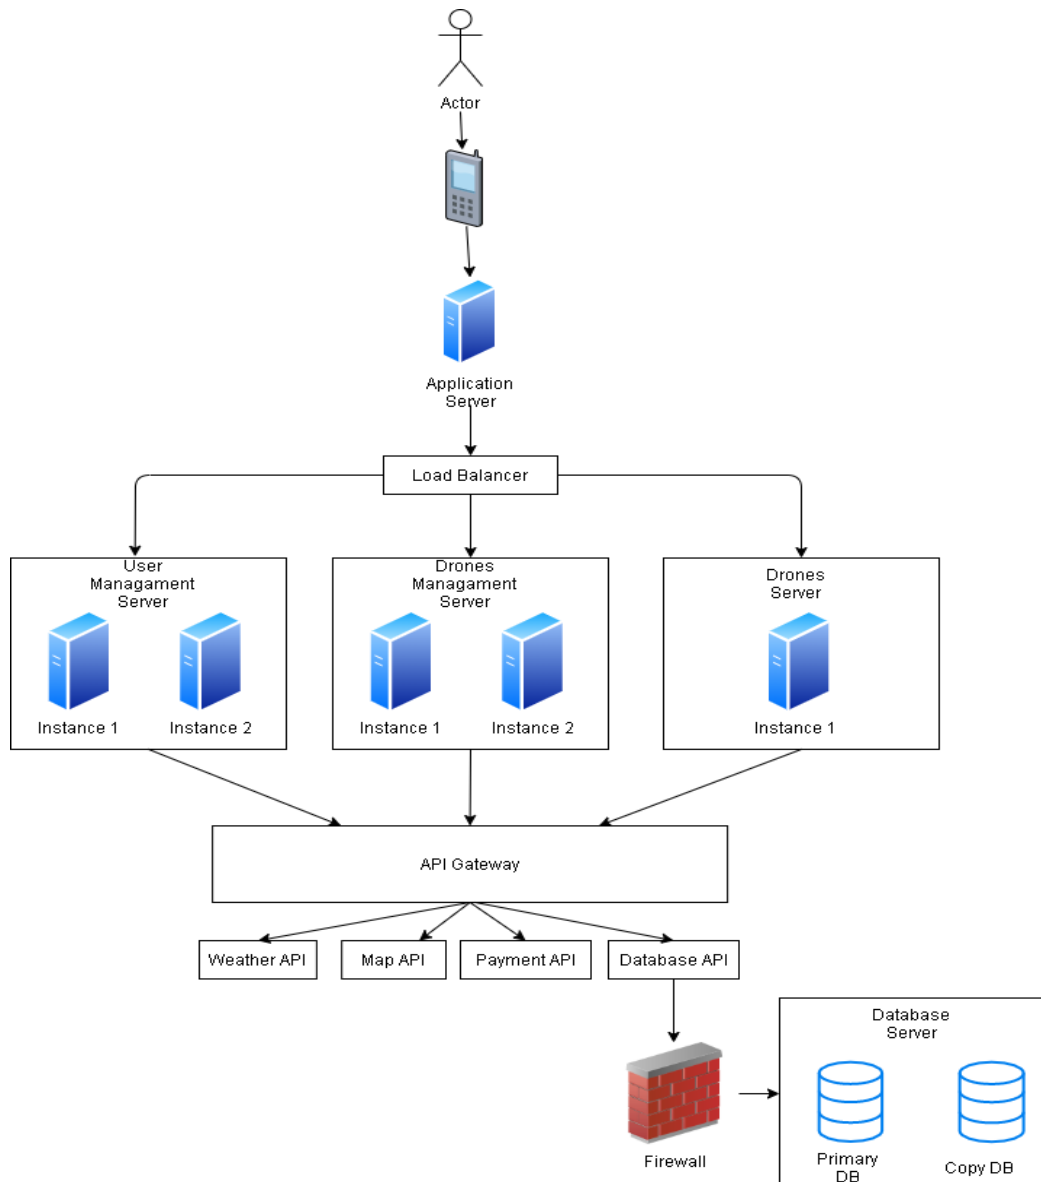 Actor
Application
Server
Load Balancer
User
Managament
Server
Instance 1
Instance 2
Drones
Managament
Server
Instance 1
Instance 2
Drones
Server
Instance 1
API Gateway
Weather API
Map API
Payment API
Database API
Firewall
Database
Server
Primary
DB
Copy DB